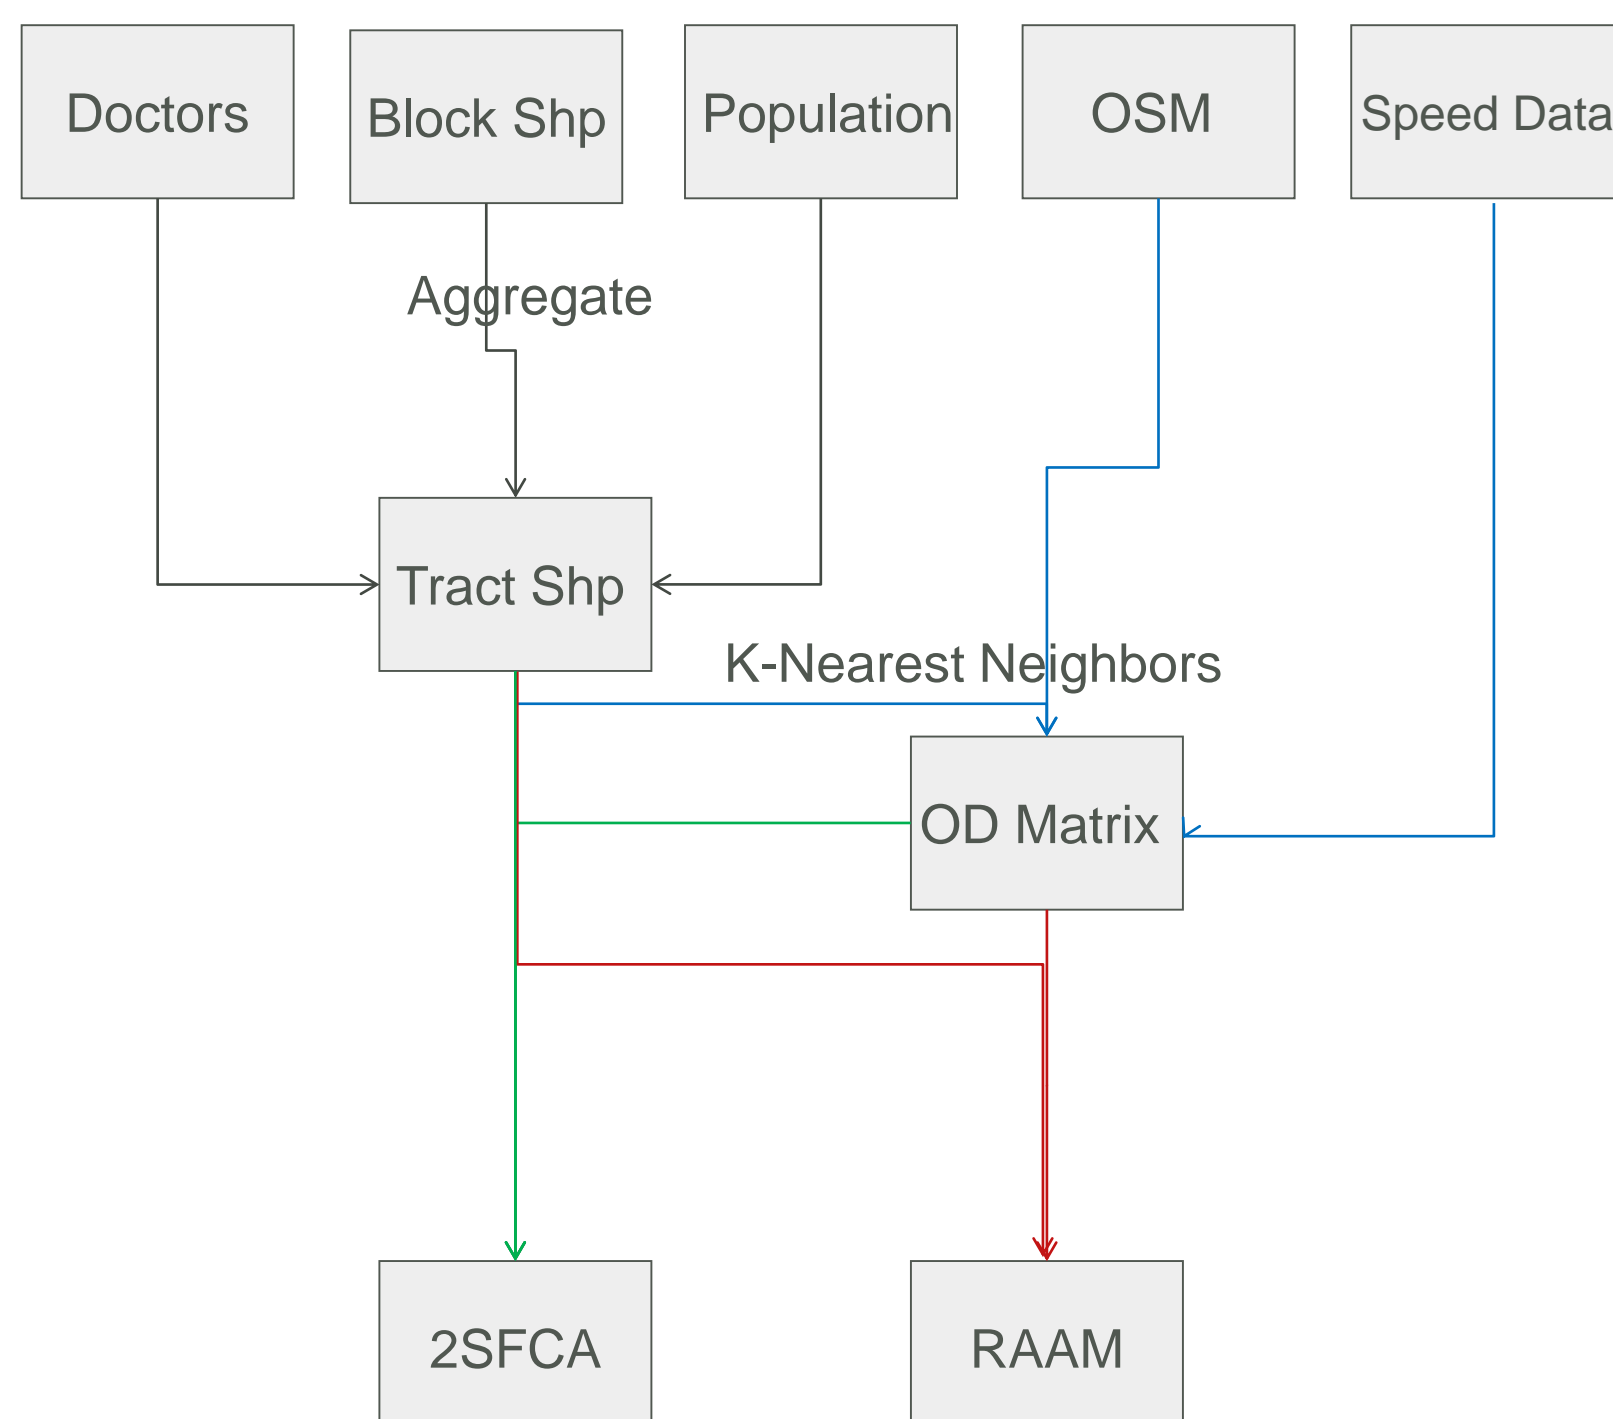 Doctors
Block Shp
Population
OSM
Speed Data
Aggregate
Tract Shp
K-Nearest Neighbors
OD Matrix
2SFCA
RAAM